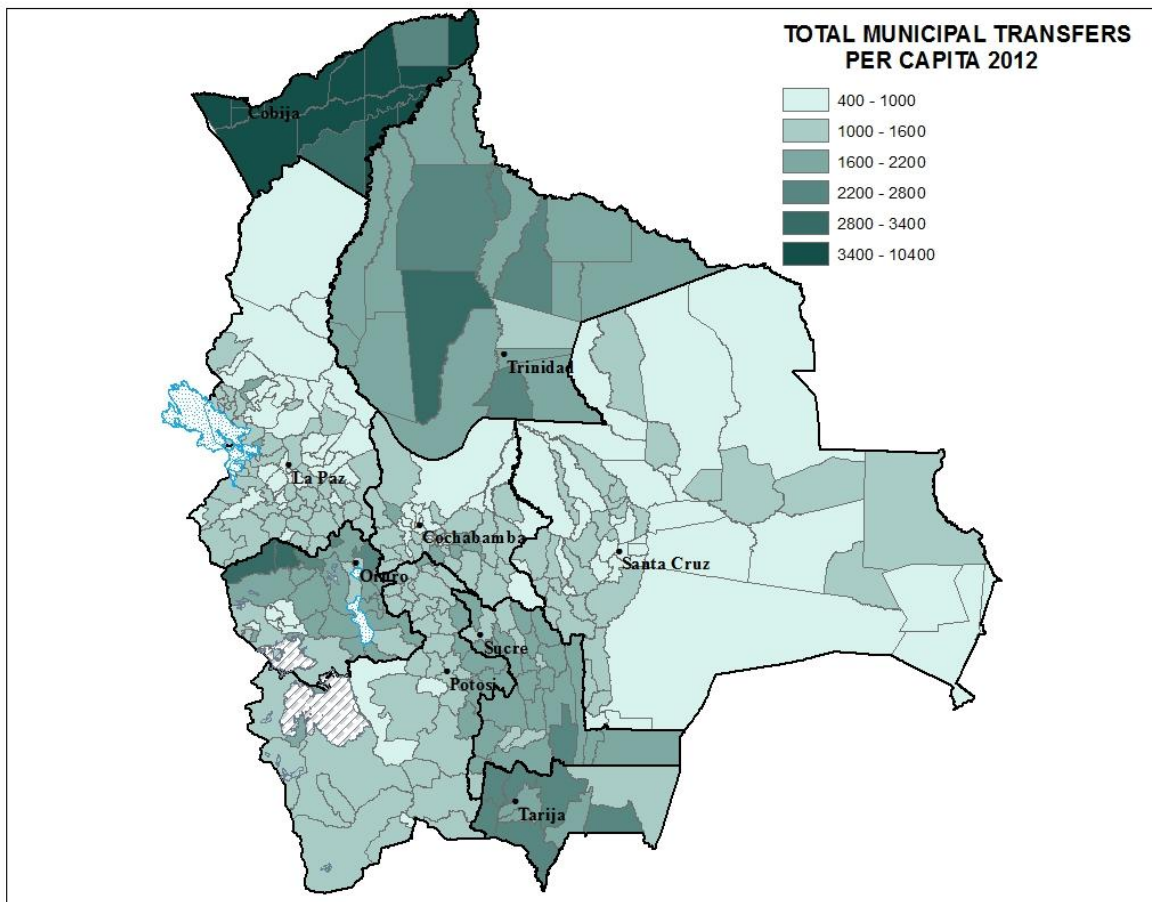 TOTAL MUNICIPAL TRANSFERS
PER CAPITA 2012
400 - 1000
1000 - 1600
1600 - 2200
2200 - 2800
2800 - 3400
3400 - 10400
Cobija
Trinidad
La Paz
Cochabamba
Santa Cruz
Oruro
Sucre
Potosi
Tarija